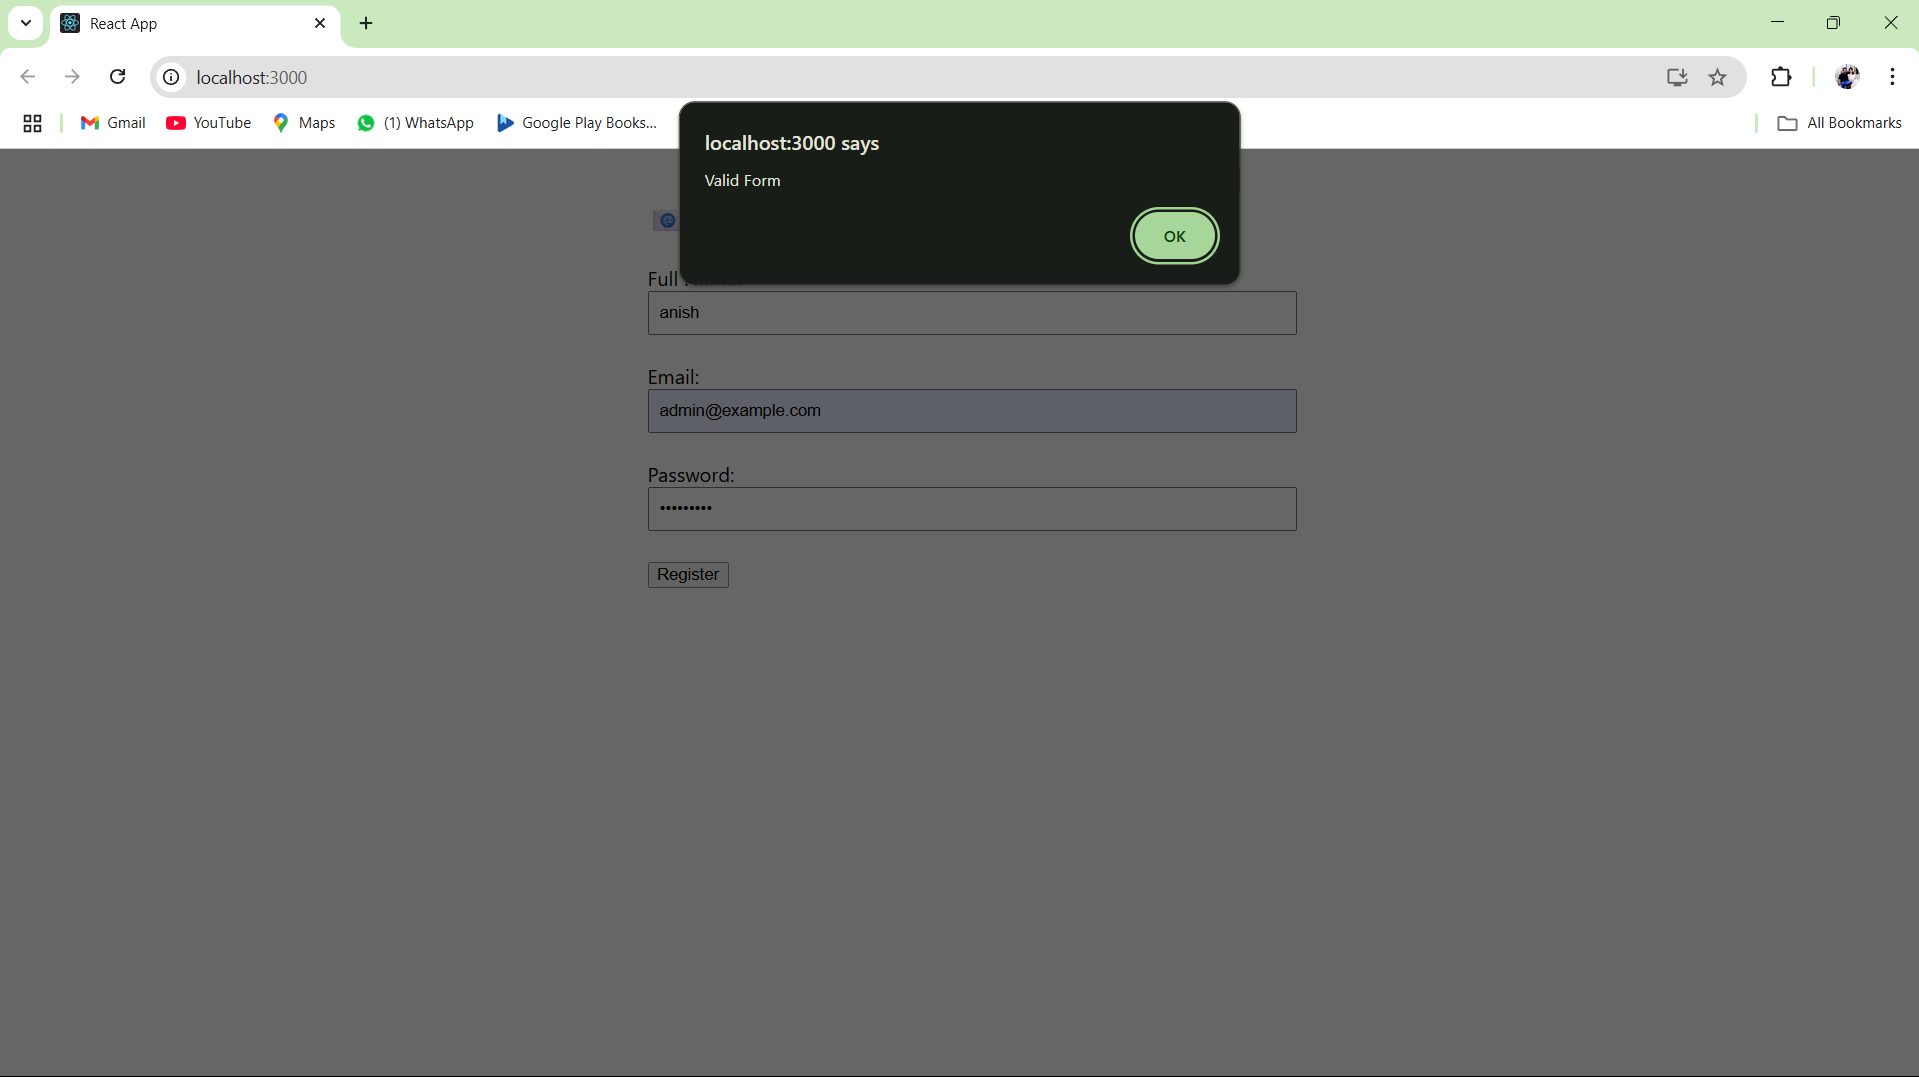 React App
localhost:3000
Gmail
YouTube
Maps
(1) WhatsApp
Google Play Books...
All Bookmarks
localhost:3000 says
Valid Form
OK
Full
anish
Email:
admin@example.com
Password:
•••••••••
Register